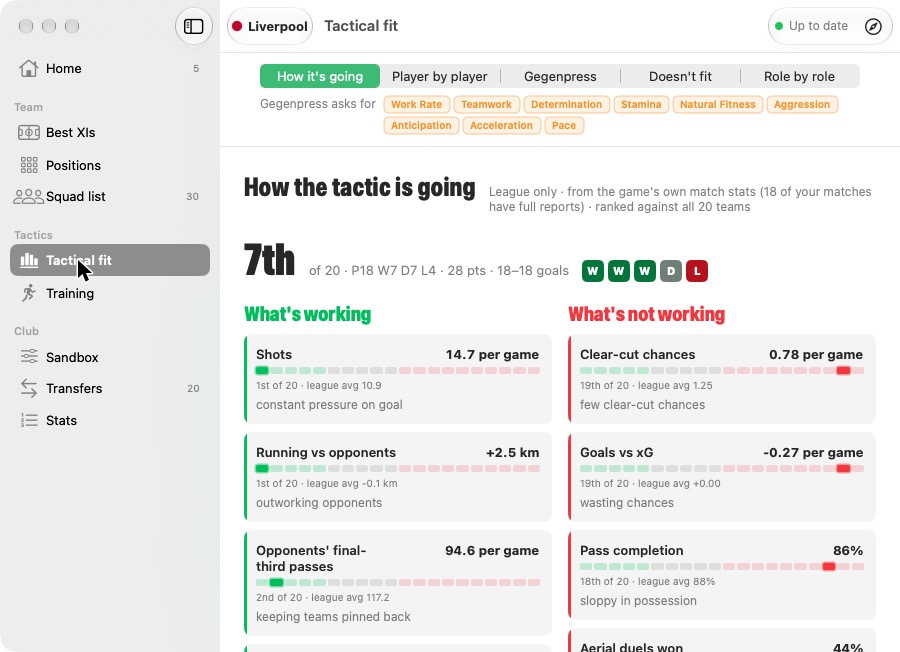 Liverpool
Tactical fit
Up to date
Home 5
Team
Best XIs
Positions
Squad list 30
Tactics
Tactical fit
Training
Club
Sandbox
Transfers 20
Stats
How it's going
Player by player
Gegenpress
Doesn't fit
Role by role
Gegenpress asks for Work Rate Teamwork Determination Stamina Natural Fitness Aggression
Anticipation Acceleration Pace
How the tactic is going
League only · from the game's own match stats (18 of your matches
have full reports) · ranked against all 20 teams
7th of 20 · P18 W7 D7 L4 · 28 pts · 18–18 goals W W W D L
What's working
Shots 14.7 per game
1st of 20 · league avg 10.9
constant pressure on goal
Running vs opponents +2.5 km
1st of 20 · league avg -0.1 km
outworking opponents
Opponents' final- 94.6 per game
third passes
2nd of 20 · league avg 117.2
keeping teams pinned back
What's not working
Clear-cut chances 0.78 per game
19th of 20 · league avg 1.25
few clear-cut chances
Goals vs xG -0.27 per game
19th of 20 · league avg +0.00
wasting chances
Pass completion 86%
18th of 20 · league avg 88%
sloppy in possession
Aerial duels won 44%